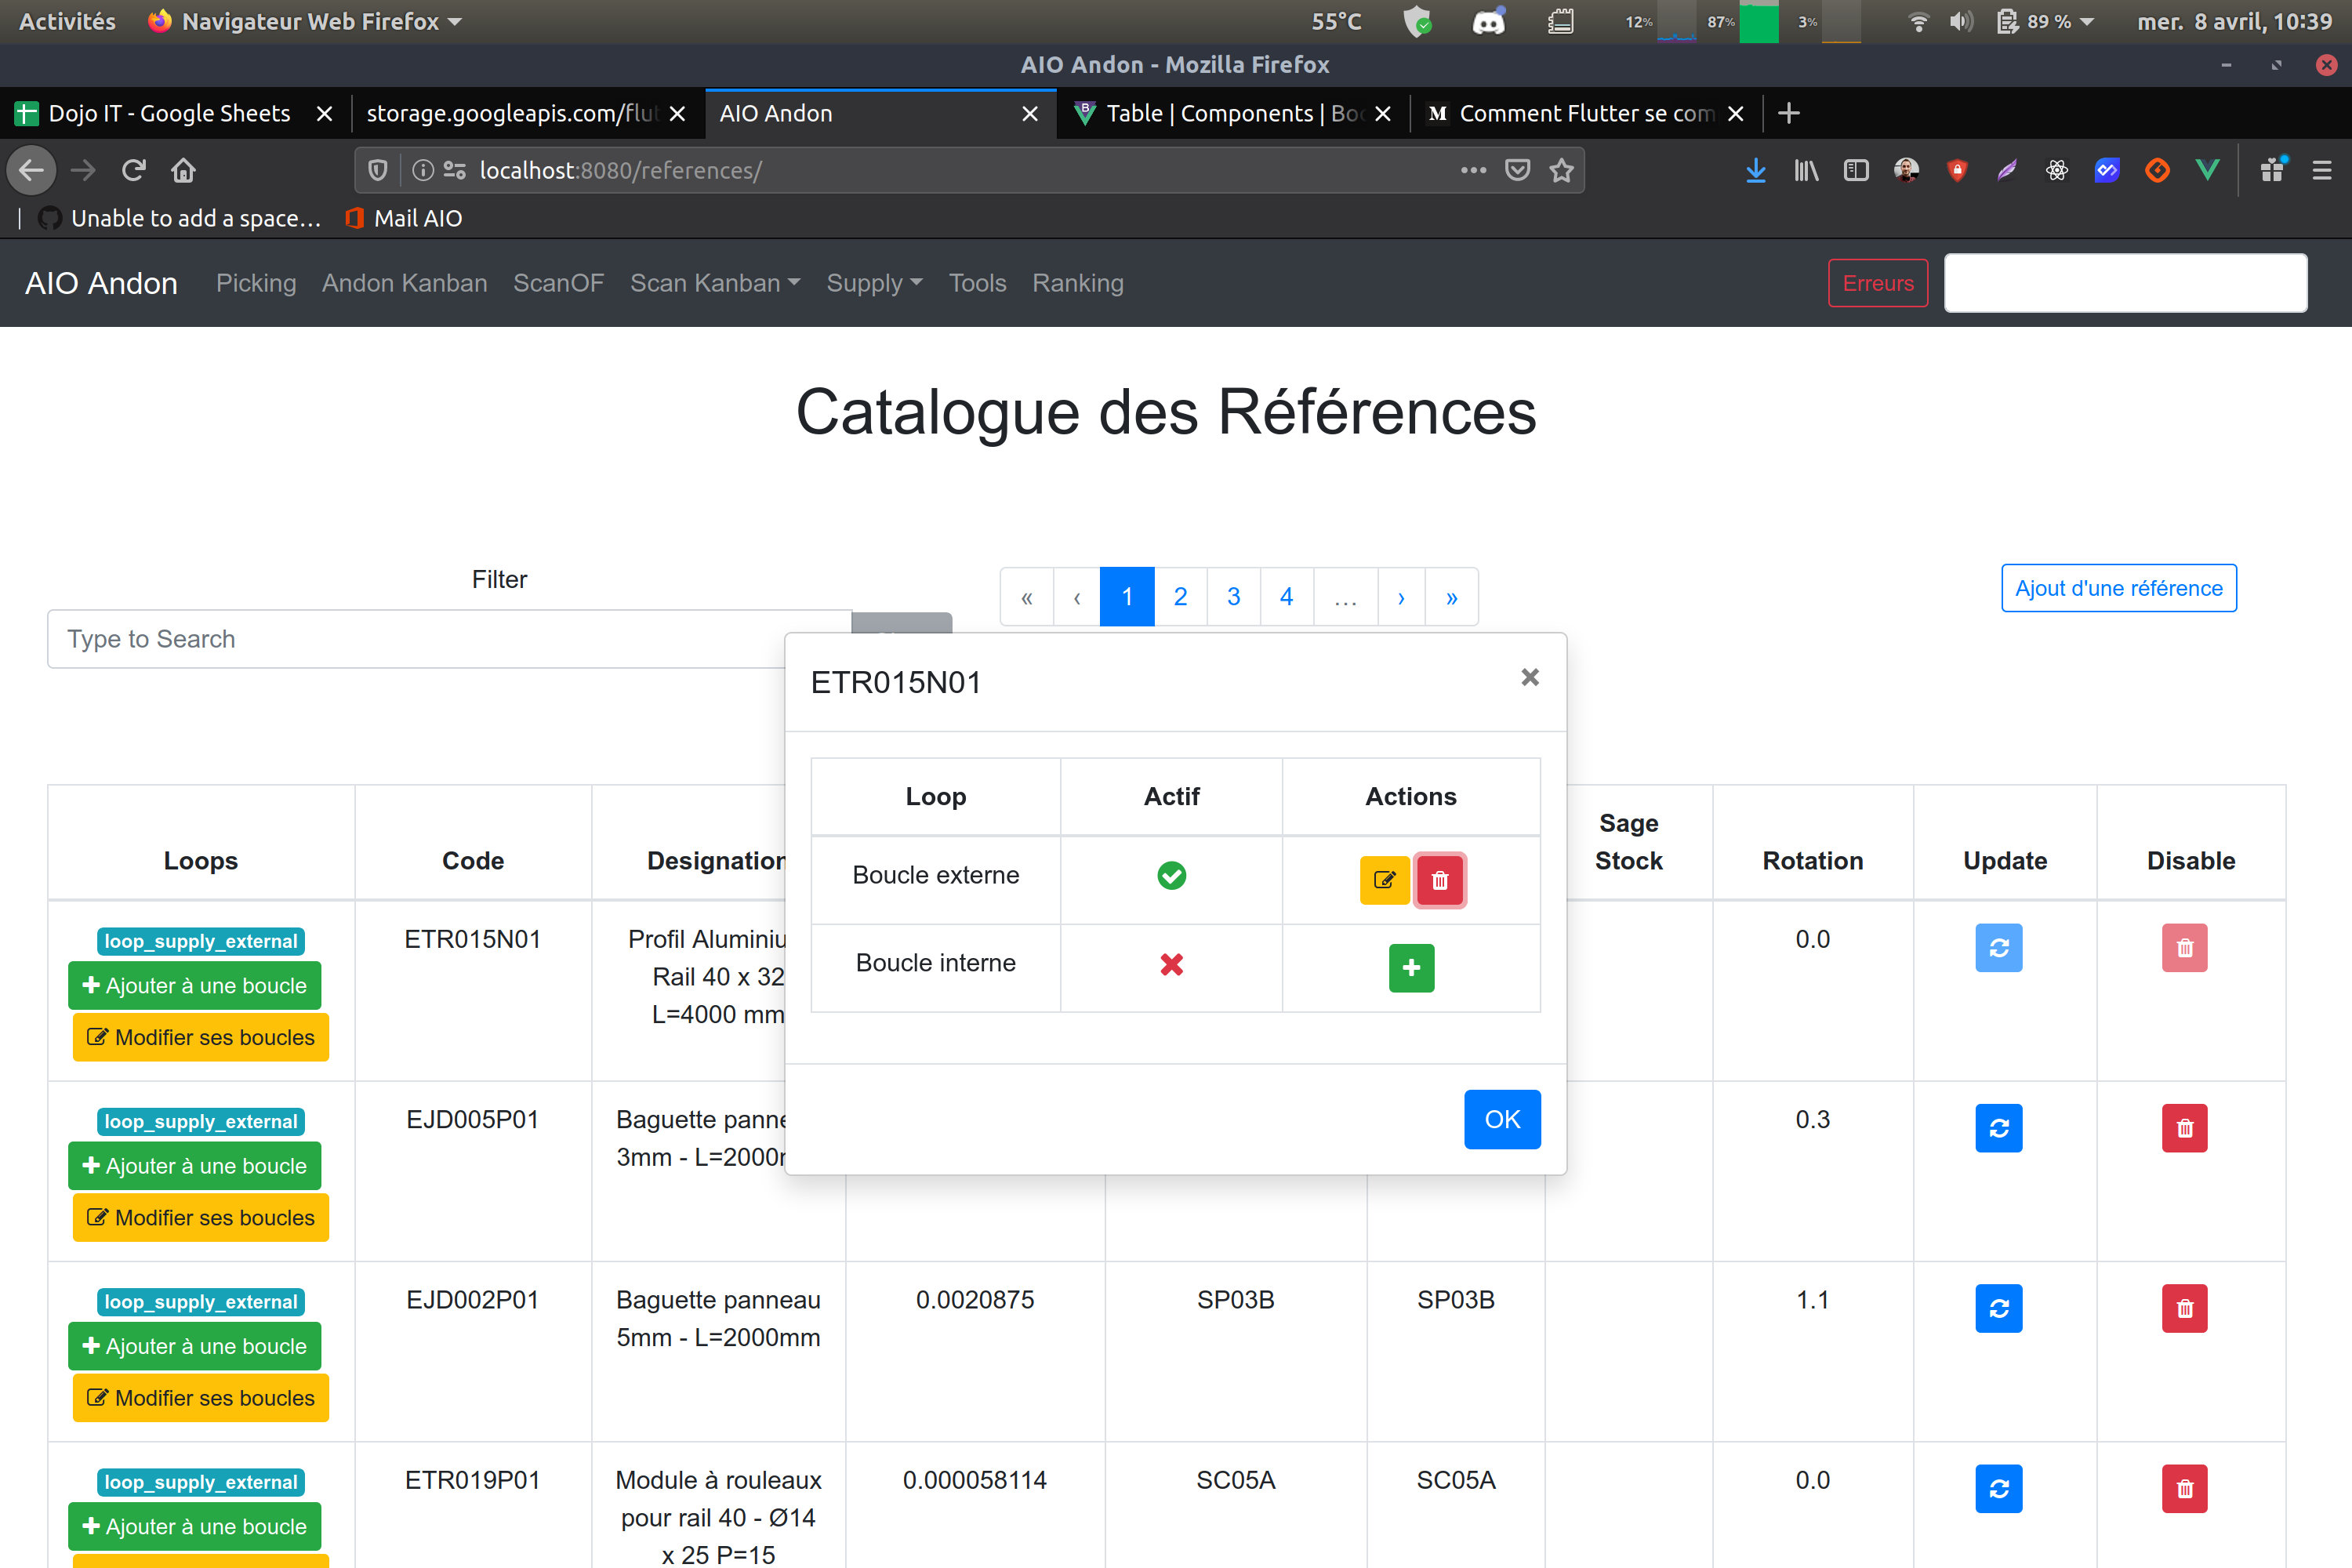 Activités
Navigateur Web Firefox
55°C
12%
87%
3%
89 %
mer. 8 avril, 10:39
AIO Andon - Mozilla Firefox
Dojo IT - Google Sheets
storage.googleapis.com/flut
AIO Andon
Table | Components | Boo
Comment Flutter se com
localhost:8080/references/
Unable to add a space…
Mail AIO
AIO Andon
Picking
Andon Kanban
ScanOF
Scan Kanban
Supply
Tools
Ranking
Erreurs
Catalogue des Références
Filter
Type to Search
« ‹ 1 2 3 4 … › »
Ajout d'une référence
ETR015N01
×
Loop Actif Actions
Boucle externe
Boucle interne
OK
Loops Code Designation Sage Stock Rotation Update Disable
loop_supply_external
Ajouter à une boucle
Modifier ses boucles
ETR015N01
Profil Aluminiu
Rail 40 x 32
L=4000 mm
0.0
loop_supply_external
Ajouter à une boucle
Modifier ses boucles
EJD005P01
Baguette panne
3mm - L=2000
0.3
loop_supply_external
Ajouter à une boucle
Modifier ses boucles
EJD002P01
Baguette panneau
5mm - L=2000mm
0.0020875
SP03B
SP03B
1.1
loop_supply_external
Ajouter à une boucle
ETR019P01
Module à rouleaux
pour rail 40 - Ø14
x 25 P=15
0.000058114
SC05A
SC05A
0.0